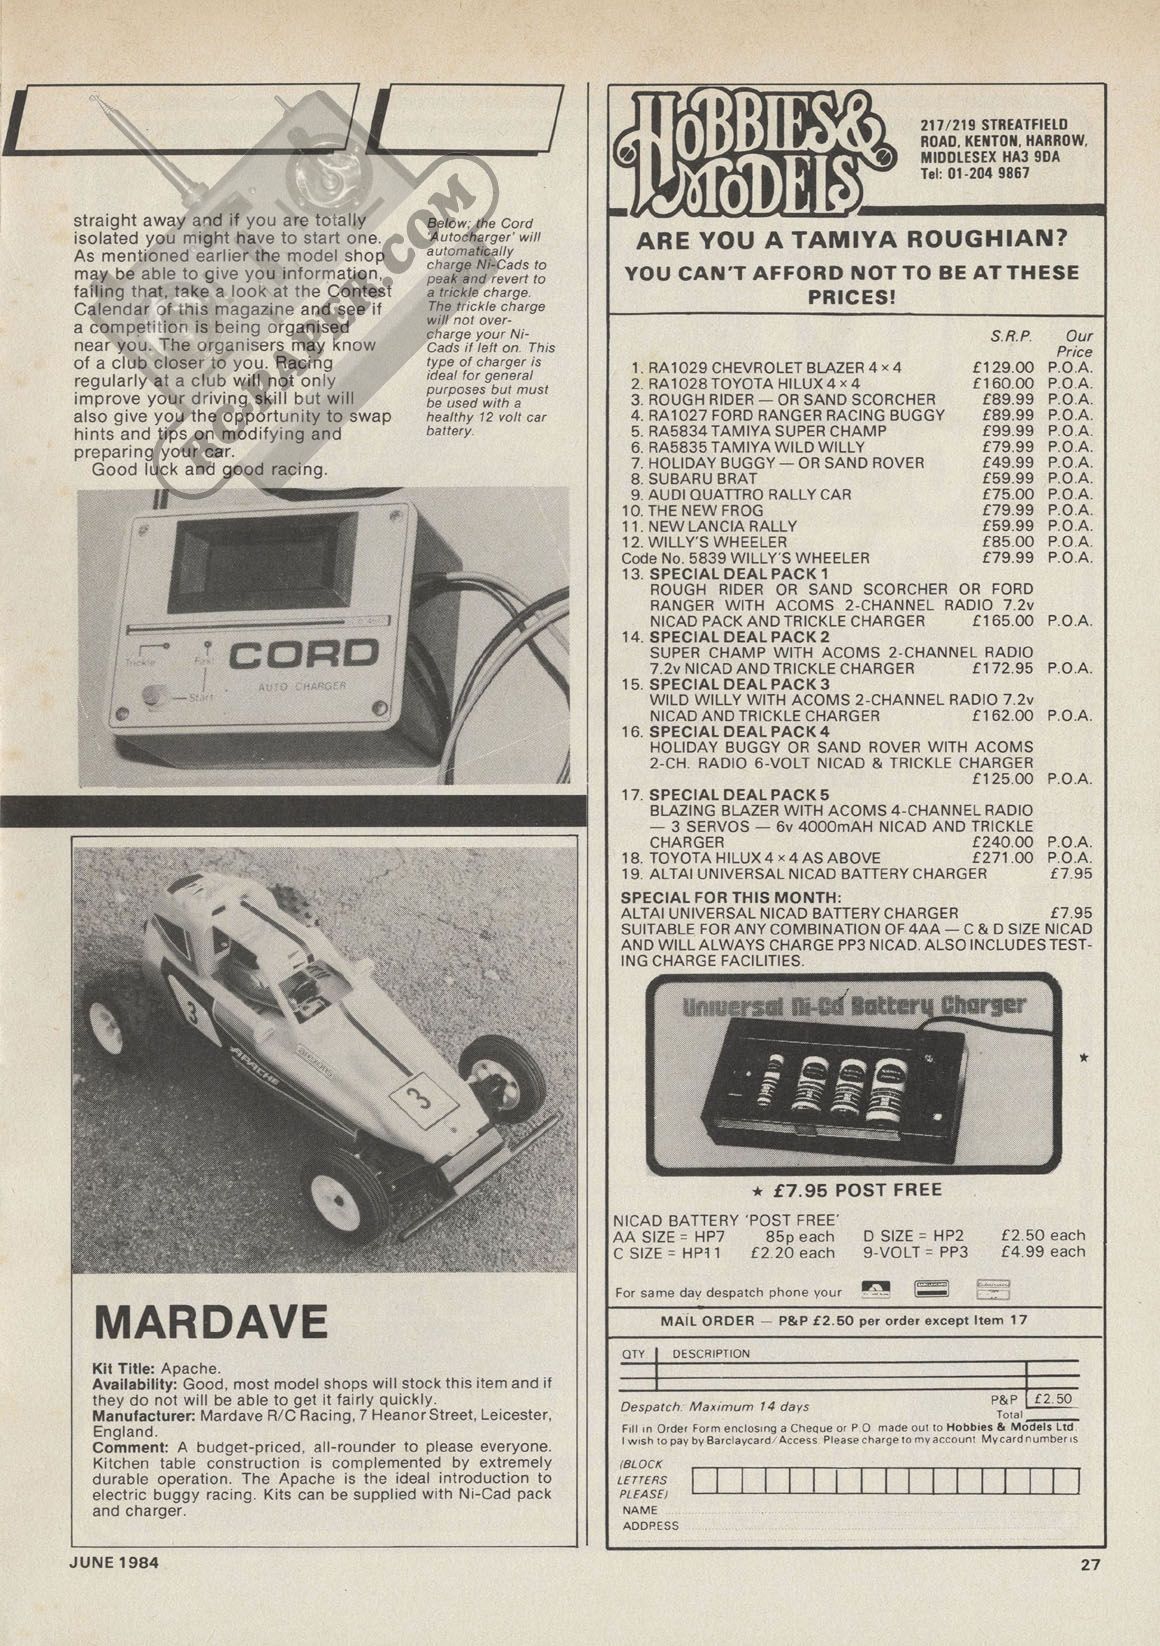 straight away and if you are totally
isolated you might have to start one.
As mentioned earlier the model shop
may be able to give you information,
failing that, take a look at the Contest
Calendar of this magazine and see if
a competition is being organised
near you. The organisers may know
of a club closer to you. Racing
regularly at a club will not only
improve your driving skill but will
also give you the opportunity to swap
hints and tips on modifying and
preparing your car.
Good luck and good racing.
Below; the Cord
'Autocharger' will
automatically
charge Ni-Cads to
peak and revert to
a trickle charge.
The trickle charge
will not over-
charge your Ni-
Cads if left on. This
type of charger is
ideal for general
purposes but must
be used with a
healthy 12 volt car
battery.
RC-PAPER.COM
Trickle
Fast
CORD
Start
AUTO CHARGER
3
APACHE
3
MARDAVE
Kit Title: Apache.
Availability: Good, most model shops will stock this item and if
they do not will be able to get it fairly quickly.
Manufacturer: Mardave R/C Racing, 7 Heanor Street, Leicester,
England.
Comment: A budget-priced, all-rounder to please everyone.
Kitchen table construction is complemented by extremely
durable operation. The Apache is the ideal introduction to
electric buggy racing. Kits can be supplied with Ni-Cad pack
and charger.
JUNE 1984
HOBBIES &
MODELS
217/219 STREATFIELD
ROAD, KENTON, HARROW,
MIDDLESEX HA3 9DA
Tel: 01-204 9867
ARE YOU A TAMIYA ROUGHIAN?
YOU CAN'T AFFORD NOT TO BE AT THESE
PRICES!
S.R.P. Our
Price
1. RA1029 CHEVROLET BLAZER 4×4 £129.00 P.O.A.
2. RA1028 TOYOTA HILUX 4×4 £160.00 P.O.A.
3. ROUGH RIDER — OR SAND SCORCHER £89.99 P.O.A.
4. RA1027 FORD RANGER RACING BUGGY £89.99 P.O.A.
5. RA5834 TAMIYA SUPER CHAMP £99.99 P.O.A.
6. RA5835 TAMIYA WILD WILLY £79.99 P.O.A.
7. HOLIDAY BUGGY — OR SAND ROVER £49.99 P.O.A.
8. SUBARU BRAT £59.99 P.O.A.
9. AUDI QUATTRO RALLY CAR £75.00 P.O.A.
10. THE NEW FROG £79.99 P.O.A.
11. NEW LANCIA RALLY £59.99 P.O.A.
12. WILLY'S WHEELER £85.00 P.O.A.
Code No. 5839 WILLY'S WHEELER £79.99 P.O.A.
13. SPECIAL DEAL PACK 1
ROUGH RIDER OR SAND SCORCHER OR FORD
RANGER WITH ACOMS 2-CHANNEL RADIO 7.2v
NICAD PACK AND TRICKLE CHARGER £165.00 P.O.A.
14. SPECIAL DEAL PACK 2
SUPER CHAMP WITH ACOMS 2-CHANNEL RADIO
7.2v NICAD AND TRICKLE CHARGER £172.95 P.O.A.
15. SPECIAL DEAL PACK 3
WILD WILLY WITH ACOMS 2-CHANNEL RADIO 7.2v
NICAD AND TRICKLE CHARGER £162.00 P.O.A.
16. SPECIAL DEAL PACK 4
HOLIDAY BUGGY OR SAND ROVER WITH ACOMS
2-CH. RADIO 6-VOLT NICAD & TRICKLE CHARGER
£125.00 P.O.A.
17. SPECIAL DEAL PACK 5
BLAZING BLAZER WITH ACOMS 4-CHANNEL RADIO
— 3 SERVOS — 6v 4000mAH NICAD AND TRICKLE
CHARGER £240.00 P.O.A.
18. TOYOTA HILUX 4×4 AS ABOVE £271.00 P.O.A.
19. ALTAI UNIVERSAL NICAD BATTERY CHARGER £7.95
SPECIAL FOR THIS MONTH:
ALTAI UNIVERSAL NICAD BATTERY CHARGER £7.95
SUITABLE FOR ANY COMBINATION OF 4AA — C & D SIZE NICAD
AND WILL ALWAYS CHARGE PP3 NICAD. ALSO INCLUDES TEST-
ING CHARGE FACILITIES.
Universal Ni-Cd Battery Charger
★
★ £7.95 POST FREE
NICAD BATTERY 'POST FREE'
AA SIZE = HP7 85p each D SIZE = HP2 £2.50 each
C SIZE = HP11 £2.20 each 9-VOLT = PP3 £4.99 each
For same day despatch phone your
MAIL ORDER — P&P £2.50 per order except Item 17
QTY DESCRIPTION
P&P £2.50
Despatch: Maximum 14 days
Total
Fill in Order Form enclosing a Cheque or P.O. made out to Hobbies & Models Ltd.
I wish to pay by Barclaycard/Access. Please charge to my account. My card number is
(BLOCK
LETTERS
PLEASE)
NAME
ADDRESS
27